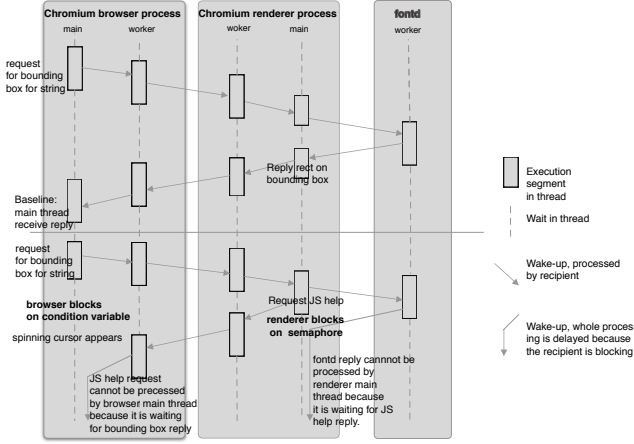 Chromium browser process
Chromium renderer process
fontd
main
worker
woker
main
worker
request
for bounding
box for string
Reply rect on
bounding box
Execution
segment
in thread
Baseline:
main thread
receive reply
Wait in thread
request
for bounding
box for string
Wake-up, processed
by recipient
Request JS help
browser blocks
on condition variable
renderer blocks
on semaphore
spinning cursor appears
Wake-up, whole proces
ing is delayed because
the recipient is blocking
fontd reply cannnot be
processed by
renderer main
thread because
it is waiting for JS
help reply.
JS help request
cannot be precessed
by browser main thread
because it is waiting
for bounding box reply